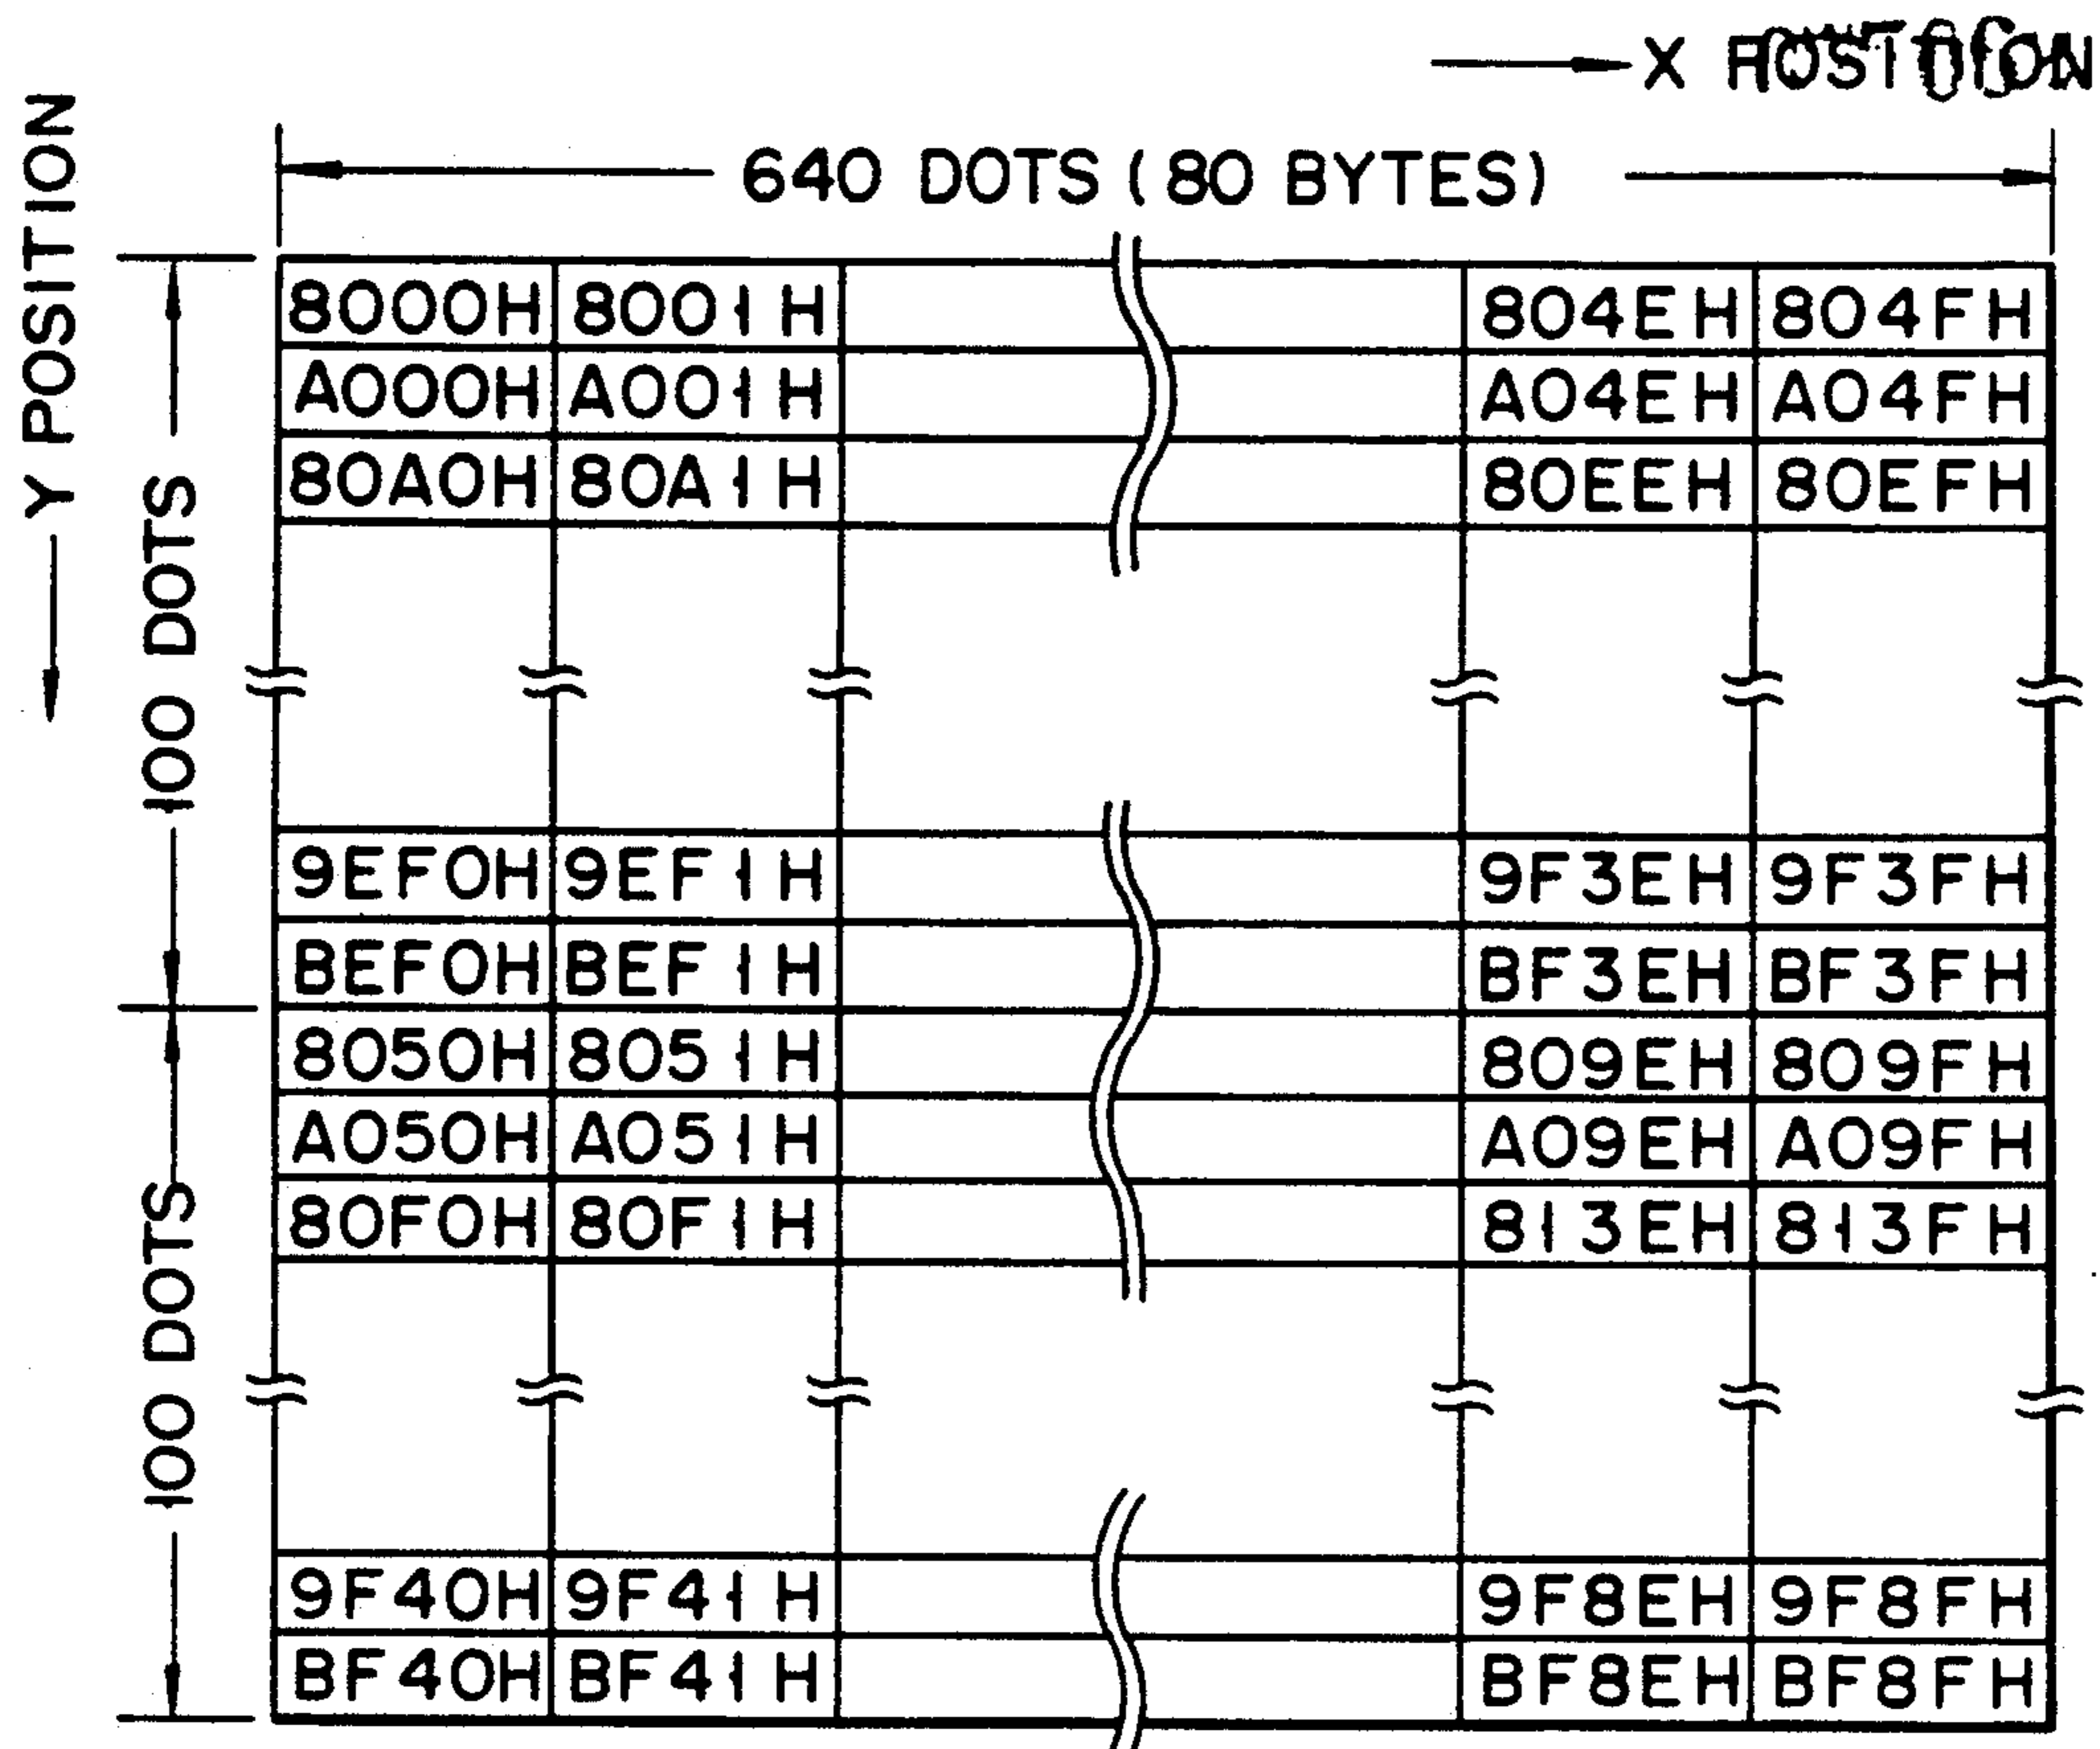 X POSITION
Y POSITION
640 DOTS (80 BYTES)
100 DOTS
8000H 8001H 804EH 804FH
A000H A001H A04EH A04FH
80A0H 80A1H 80EEH 80EFH
9EF0H 9EF1H 9F3EH 9F3FH
BEF0H BEF1H BF3EH BF3FH
100 DOTS
8050H 8051H 809EH 809FH
A050H A051H A09EH A09FH
80F0H 80F1H 813EH 813FH
9F40H 9F41H 9F8EH 9F8FH
BF40H BF41H BF8EH BF8FH